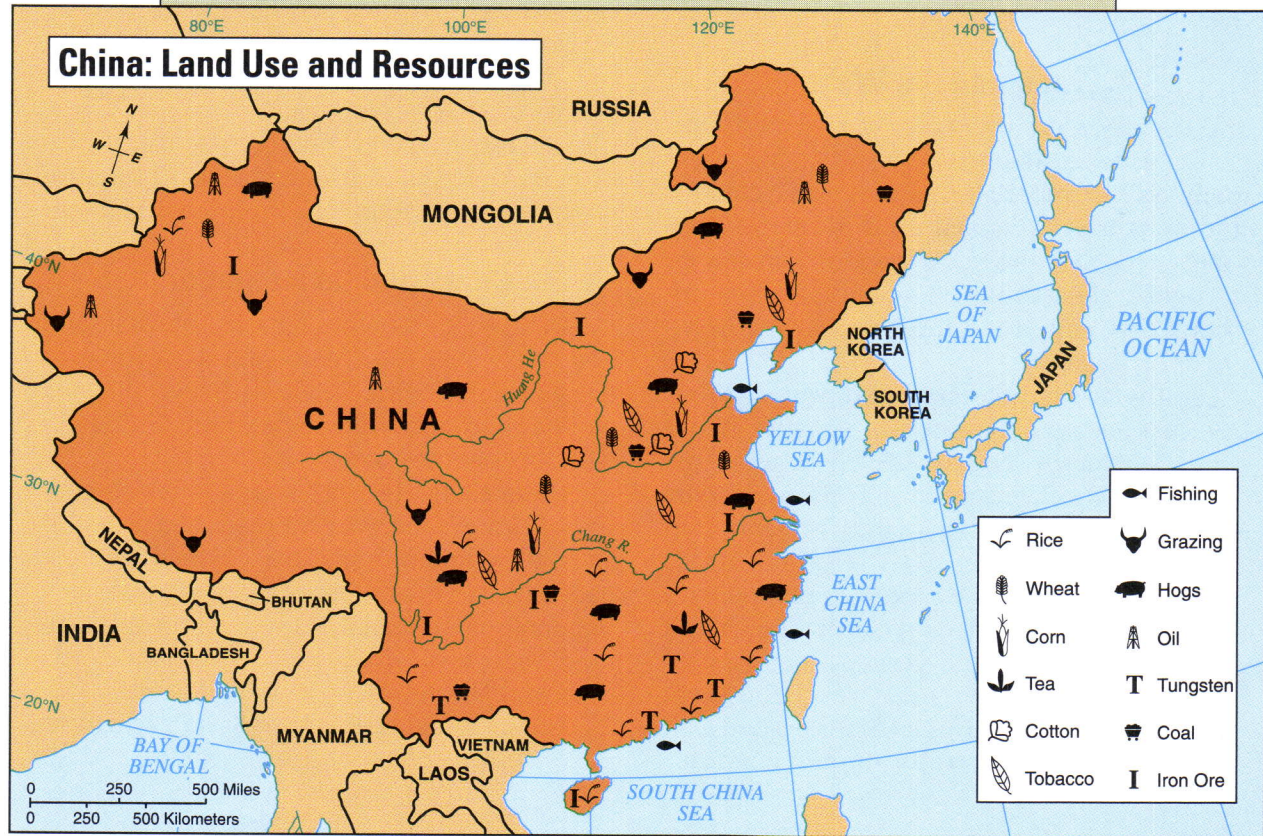 80°E
100°E
120°E
140°E
China: Land Use and Resources
N
W
E
S
RUSSIA
MONGOLIA
40°N
SEA
OF
JAPAN
PACIFIC
OCEAN
NORTH
KOREA
JAPAN
SOUTH
KOREA
Huang He
CHINA
YELLOW
SEA
30°N
Chang R.
NEPAL
BHUTAN
EAST
CHINA
SEA
INDIA
BANGLADESH
20°N
MYANMAR
VIETNAM
LAOS
BAY OF
BENGAL
SOUTH CHINA
SEA
0 250 500 Miles
0 250 500 Kilometers
Fishing
Rice
Grazing
Wheat
Hogs
Corn
Oil
Tea
T Tungsten
Cotton
Coal
Tobacco
I Iron Ore
I
I
I
I
I
I
I
I
T
T
T
T